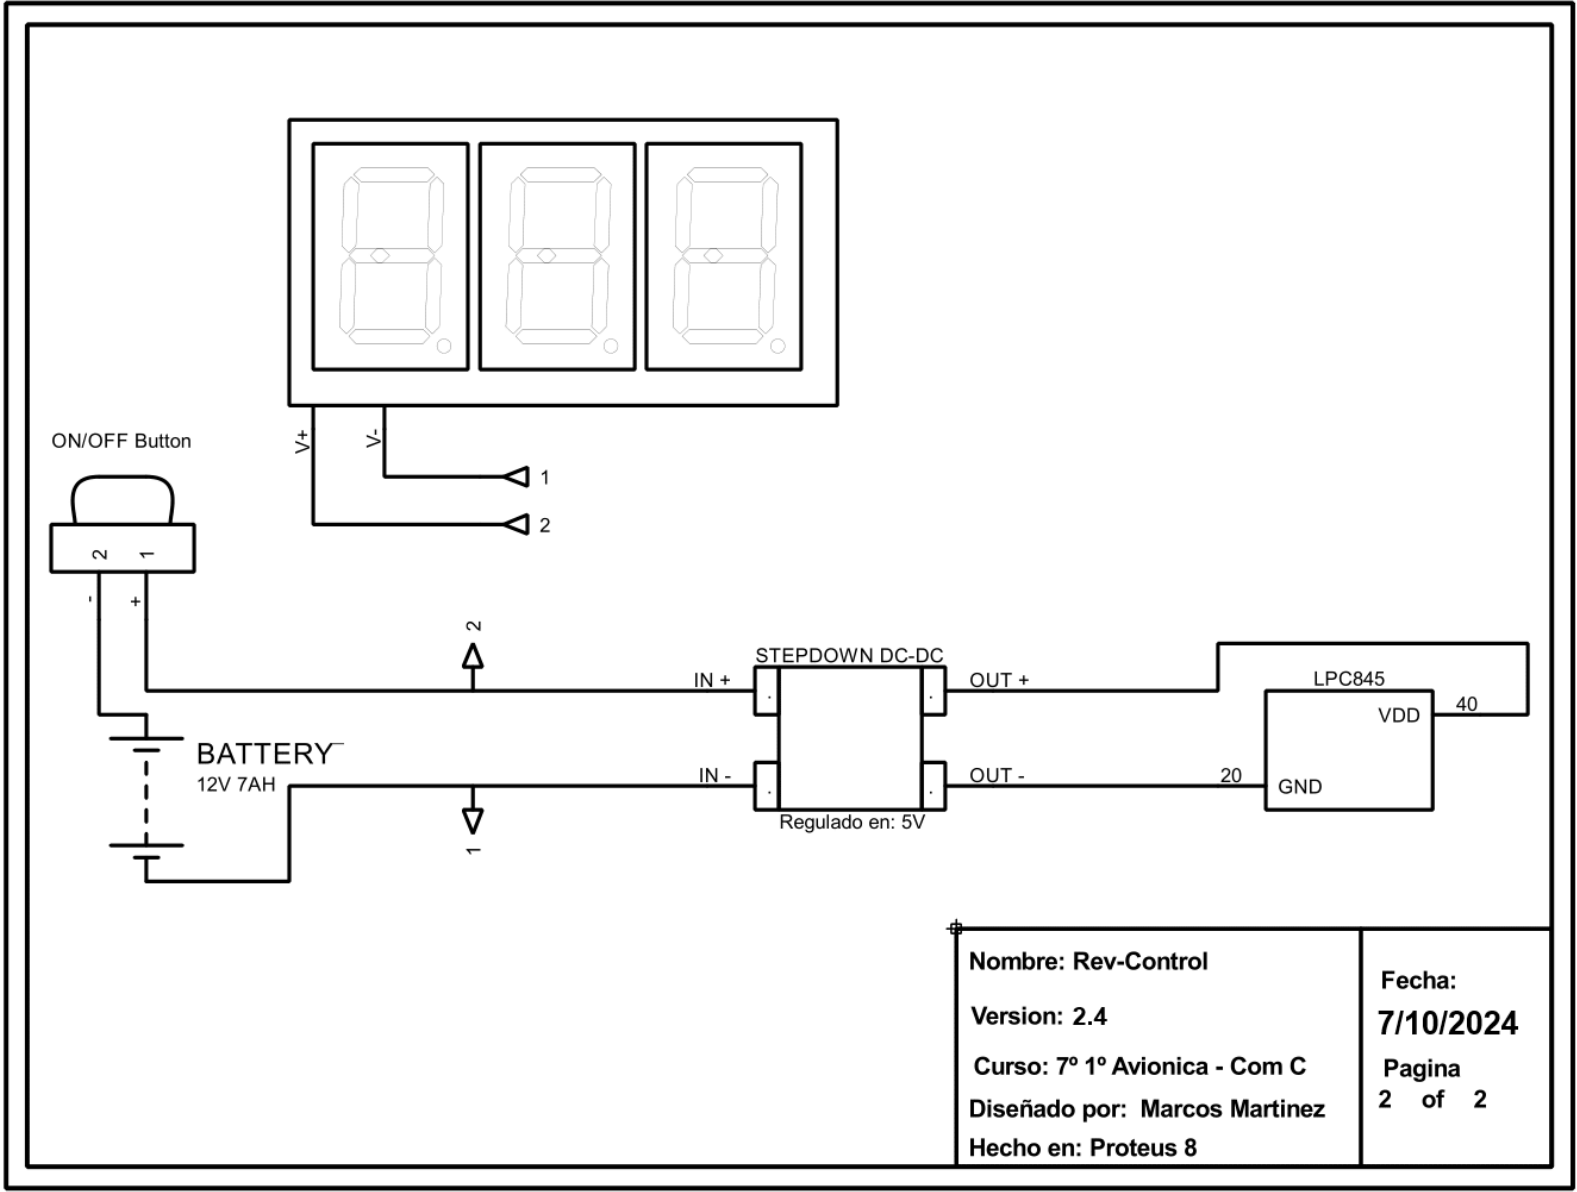 V+
V-
1
2
ON/OFF Button
2
1
-
+
2
STEPDOWN DC-DC
IN +
OUT +
LPC845
VDD
40
BATTERY
12V 7AH
IN -
OUT -
20
GND
Regulado en: 5V
1
Nombre: Rev-Control
Version: 2.4
Curso: 7º 1º Avionica - Com C
Diseñado por: Marcos Martinez
Hecho en: Proteus 8
Fecha:
7/10/2024
Pagina
2 of 2